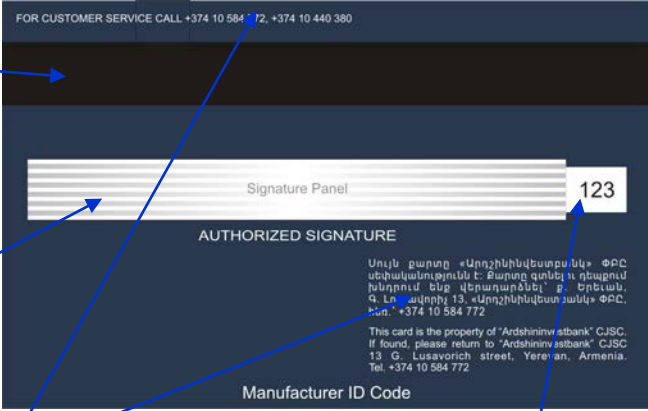 FOR CUSTOMER SERVICE CALL +374 10 584 772, +374 10 440 380
Signature Panel
123
AUTHORIZED SIGNATURE
Սույն քարտը «Արդշինինվեստբանկ» ՓԲԸ
սեփականությունն է: Քարտը գտնելու դեպքում
խնդրում ենք վերադարձնել՝ ք. Երեւան,
Գ. Լուսավորիչ 13, «Արդշինինվեստբանկ» ՓԲԸ,
հեռ.՝ +374 10 584 772
This card is the property of "Ardshininvestbank" CJSC.
If found, please return to "Ardshininvestbank" CJSC
13 G. Lusavorich street, Yerevan, Armenia.
Tel. +374 10 584 772
Manufacturer ID Code